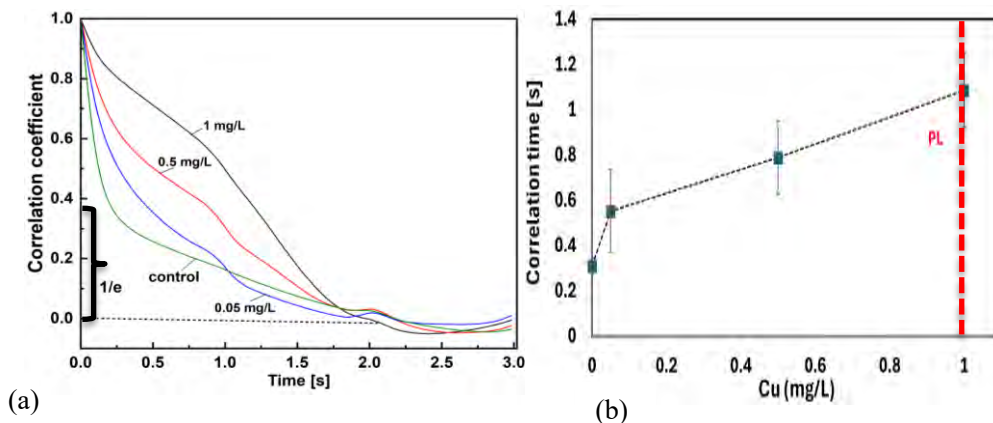 Correlation coefficient
1.0
0.8
0.6
0.4
0.2
0.0
1/e
1 mg/L
0.5 mg/L
control
0.05 mg/L
0.0 0.5 1.0 1.5 2.0 2.5 3.0
Time [s]
(a)
Correlation time [s]
1.4
1.2
1
0.8
0.6
0.4
0.2
0
PL
0 0.2 0.4 0.6 0.8 1
Cu (mg/L)
(b)